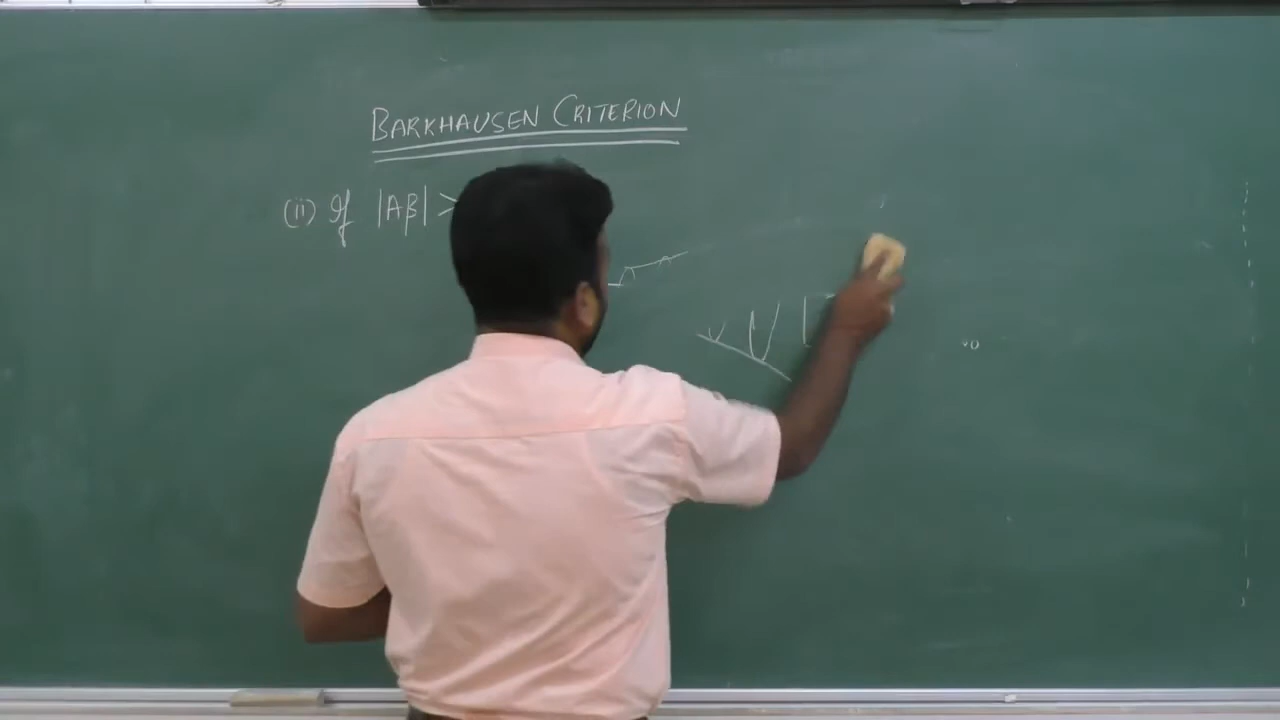 BARKHAUSEN CRITERION
(ii) If |Aβ| >